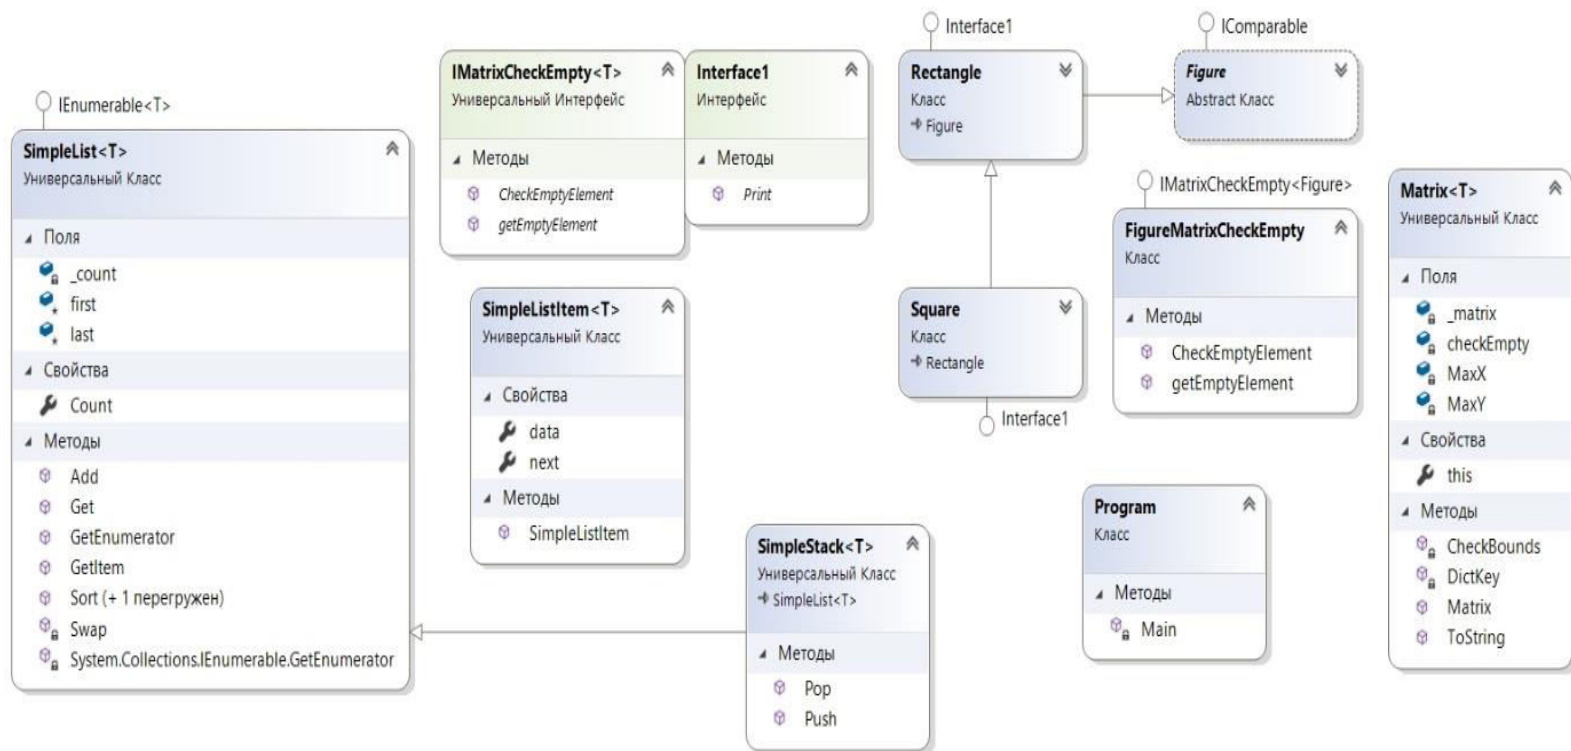 IEnumerable<T>
SimpleList<T>
Универсальный Класс
Поля
_count
first
last
Свойства
Count
Методы
Add
Get
GetEnumerator
GetItem
Sort (+ 1 перегружен)
Swap
System.Collections.IEnumerable.GetEnumerator
IMatrixCheckEmpty<T>
Универсальный Интерфейс
Методы
CheckEmptyElement
getEmptyElement
Interface1
Интерфейс
Методы
Print
SimpleListItem<T>
Универсальный Класс
Свойства
data
next
Методы
SimpleListItem
SimpleStack<T>
Универсальный Класс
SimpleList<T>
Методы
Pop
Push
Interface1
Rectangle
Класс
Figure
IComparable
Figure
Abstract Класс
Square
Класс
Rectangle
Interface1
IMatrixCheckEmpty<Figure>
FigureMatrixCheckEmpty
Класс
Методы
CheckEmptyElement
getEmptyElement
Program
Класс
Методы
Main
Matrix<T>
Универсальный Класс
Поля
_matrix
checkEmpty
MaxX
MaxY
Свойства
this
Методы
CheckBounds
DictKey
Matrix
ToString